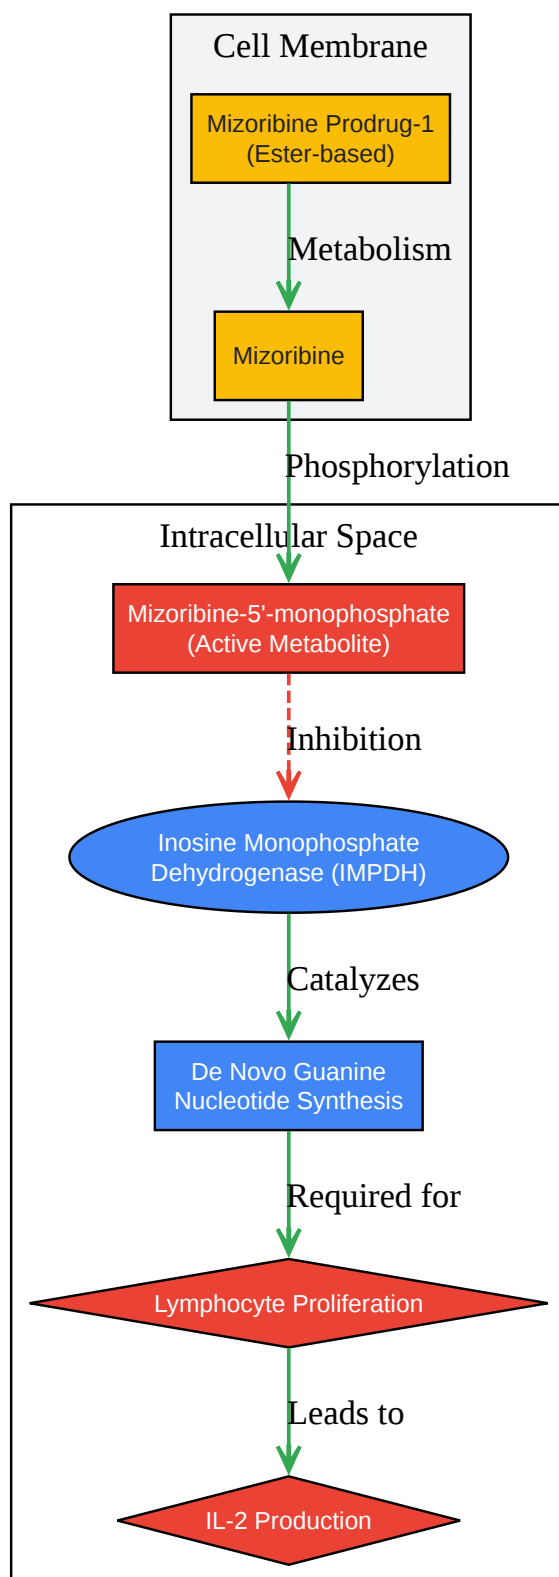 Cell Membrane
Mizoribine Prodrug-1
(Ester-based)
Metabolism
Mizoribine
Phosphorylation
Intracellular Space
Mizoribine-5'-monophosphate
(Active Metabolite)
Inhibition
Inosine Monophosphate
Dehydrogenase (IMPDH)
Catalyzes
De Novo Guanine
Nucleotide Synthesis
Required for
Lymphocyte Proliferation
Leads to
IL-2 Production